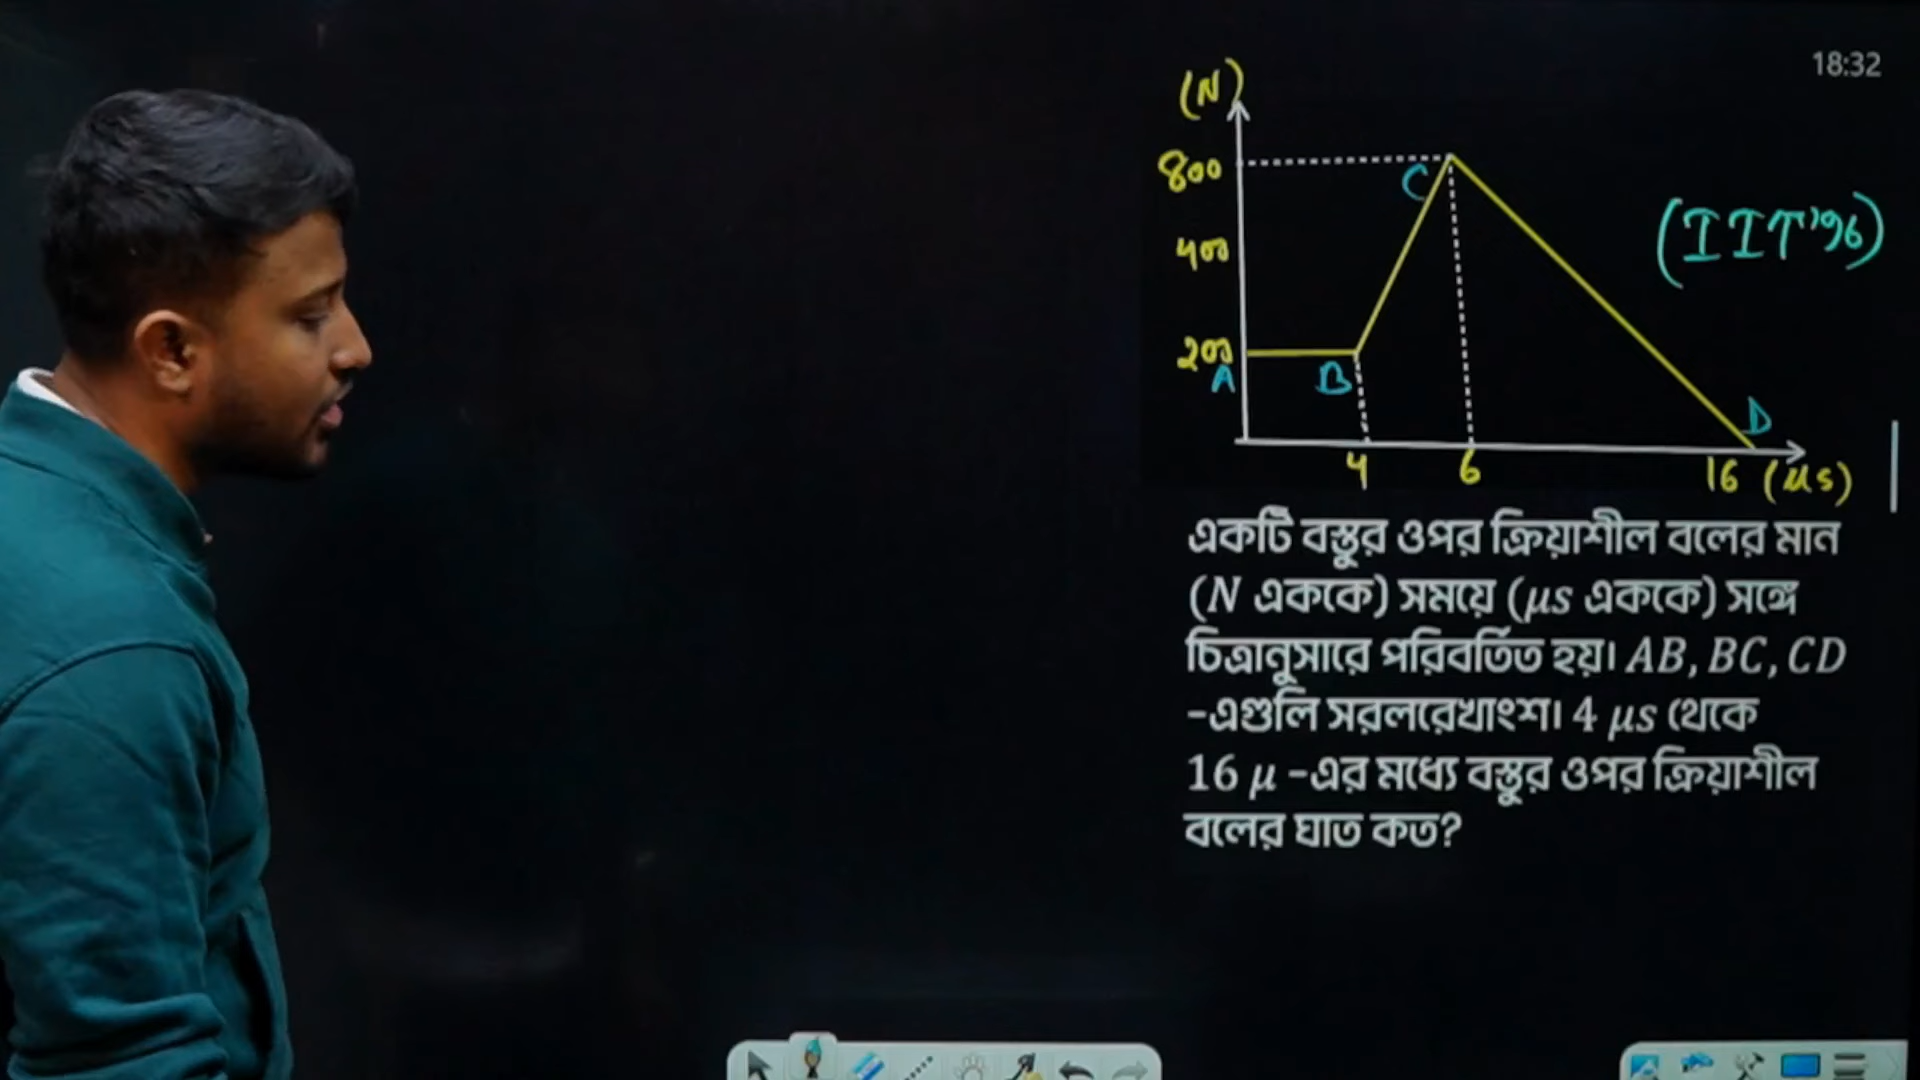 18:32
(N)
800
400
200
A
B
C
D
4
6
16 (μs)
(IIT'96)
একটি বস্তুর ওপর ক্রিয়াশীল বলের মান
(N এককে) সময়ে (μs এককে) সঙ্গে
চিত্রানুসারে পরিবর্তিত হয়। AB, BC, CD
-এগুলি সরলরেখাংশ। 4 μs থেকে
16 μ -এর মধ্যে বস্তুর ওপর ক্রিয়াশীল
বলের ঘাত কত?